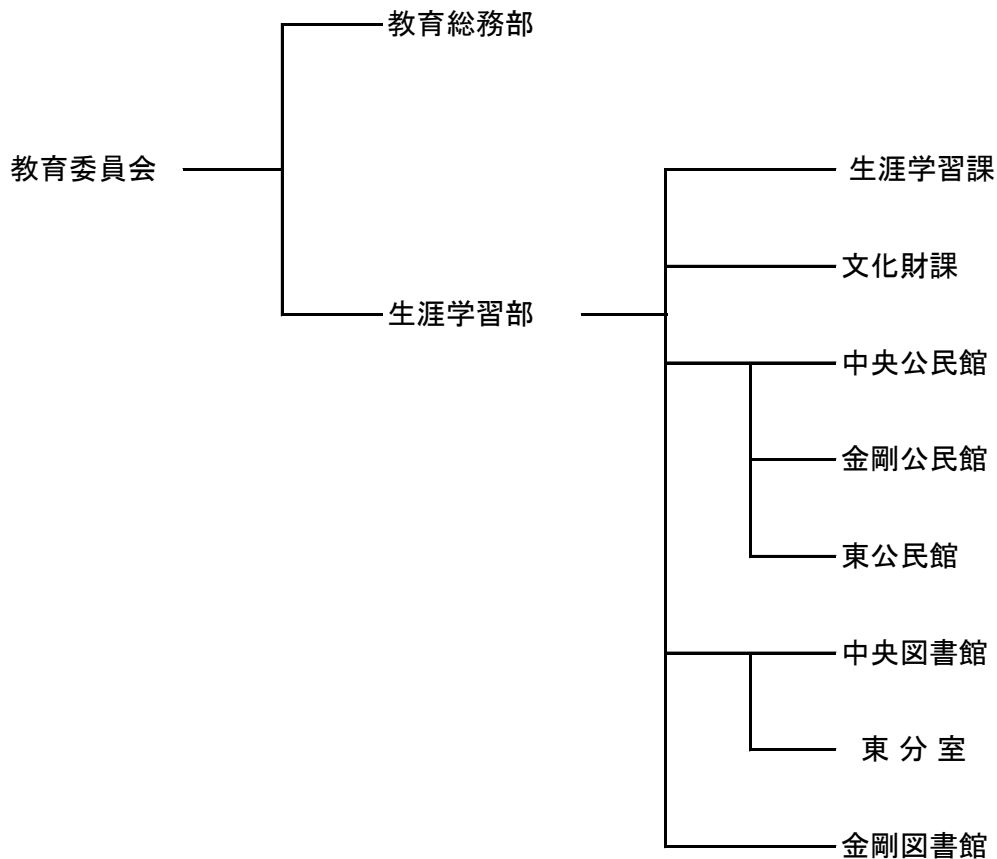 教育総務部
教育委員会
生涯学習課
文化財課
生涯学習部
中央公民館
金剛公民館
東公民館
中央図書館
東 分 室
金剛図書館